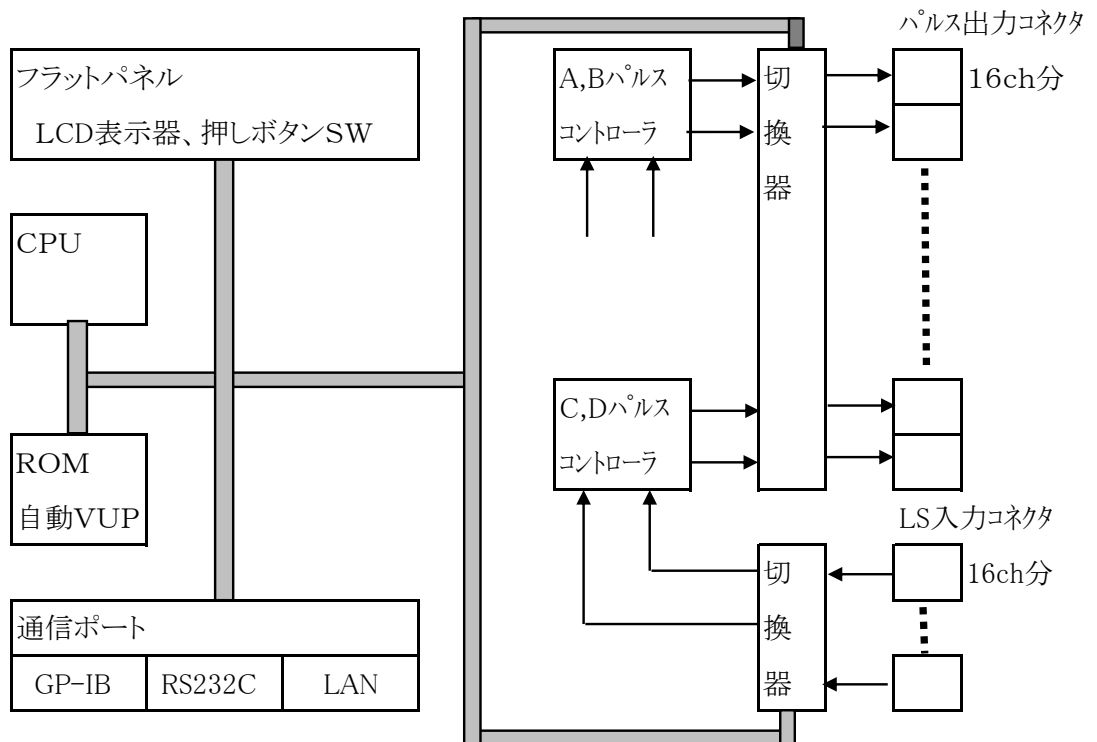 パルス出力コネクタ
フラットパネル
LCD表示器、押しボタンSW
A,Bパルス
コントローラ
切
換
器
16ch分
CPU
C,Dパルス
コントローラ
ROM
自動VUP
LS入力コネクタ
切
換
器
16ch分
通信ポート
GP-IB
RS232C
LAN